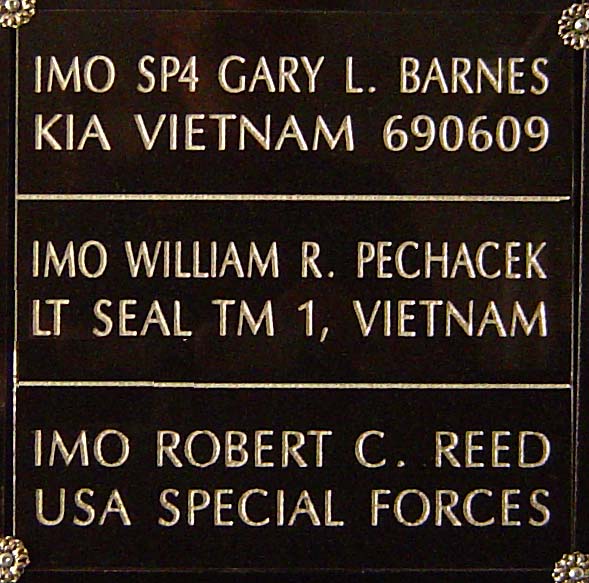 IMO SP4 GARY L. BARNES
KIA VIETNAM 690609
IMO WILLIAM R. PECHACEK
LT SEAL TM 1, VIETNAM
IMO ROBERT C. REED
USA SPECIAL FORCES